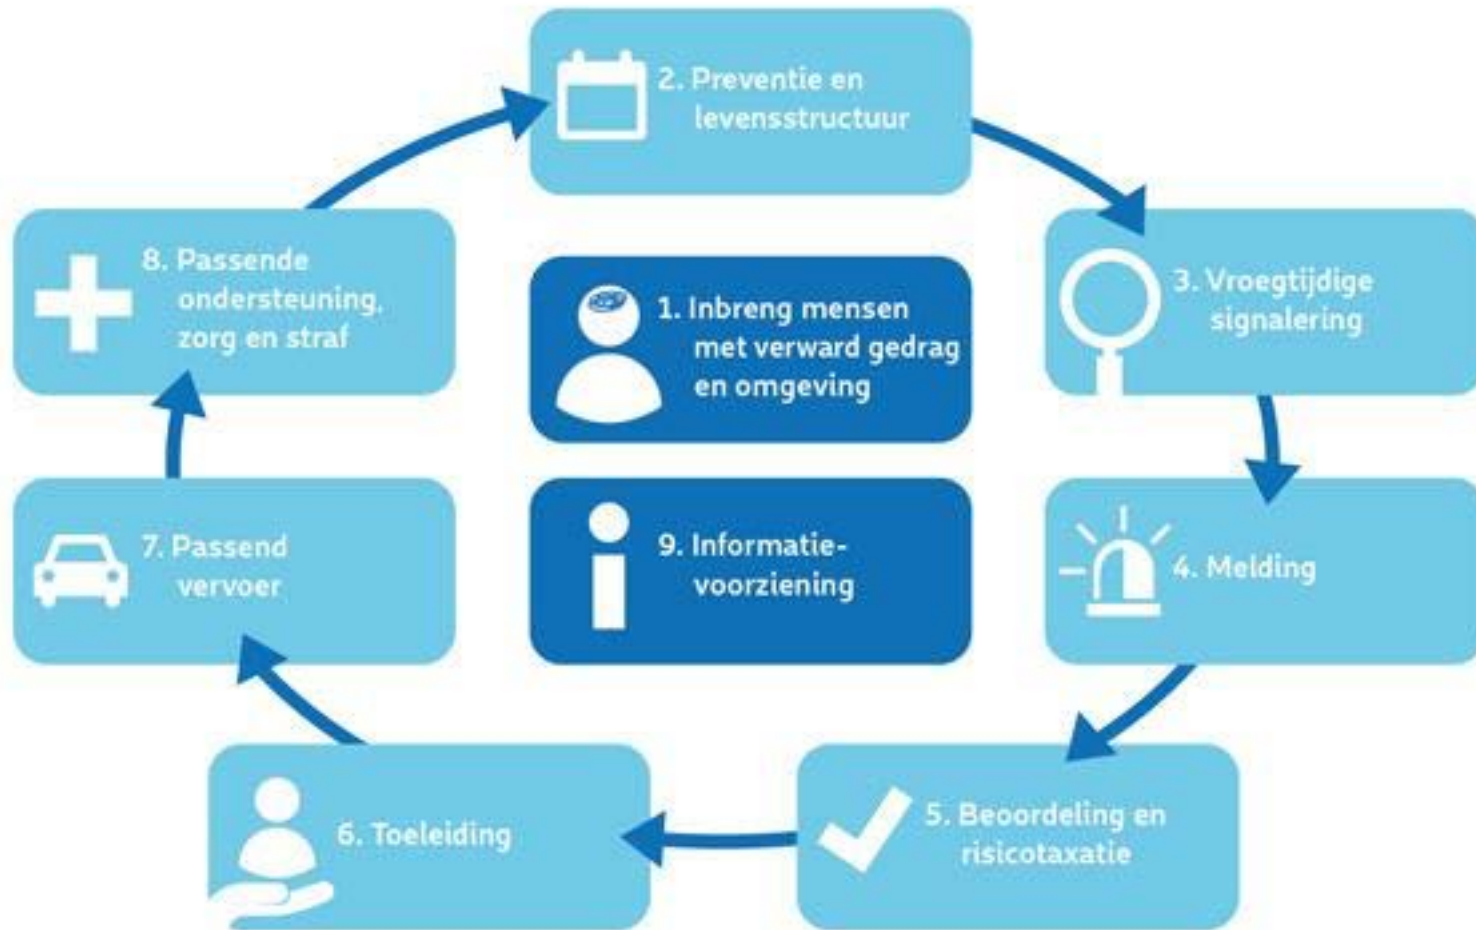 2. Preventie en
levensstructuur
8. Passende
ondersteuning,
zorg en straf
1. Inbreng mensen
met verward gedrag
en omgeving
3. Vroegtijdige
signalering
7. Passend
vervoer
9. Informatie-
voorziening
4. Melding
6. Toeleiding
5. Beoordeling en
risicotaxatie